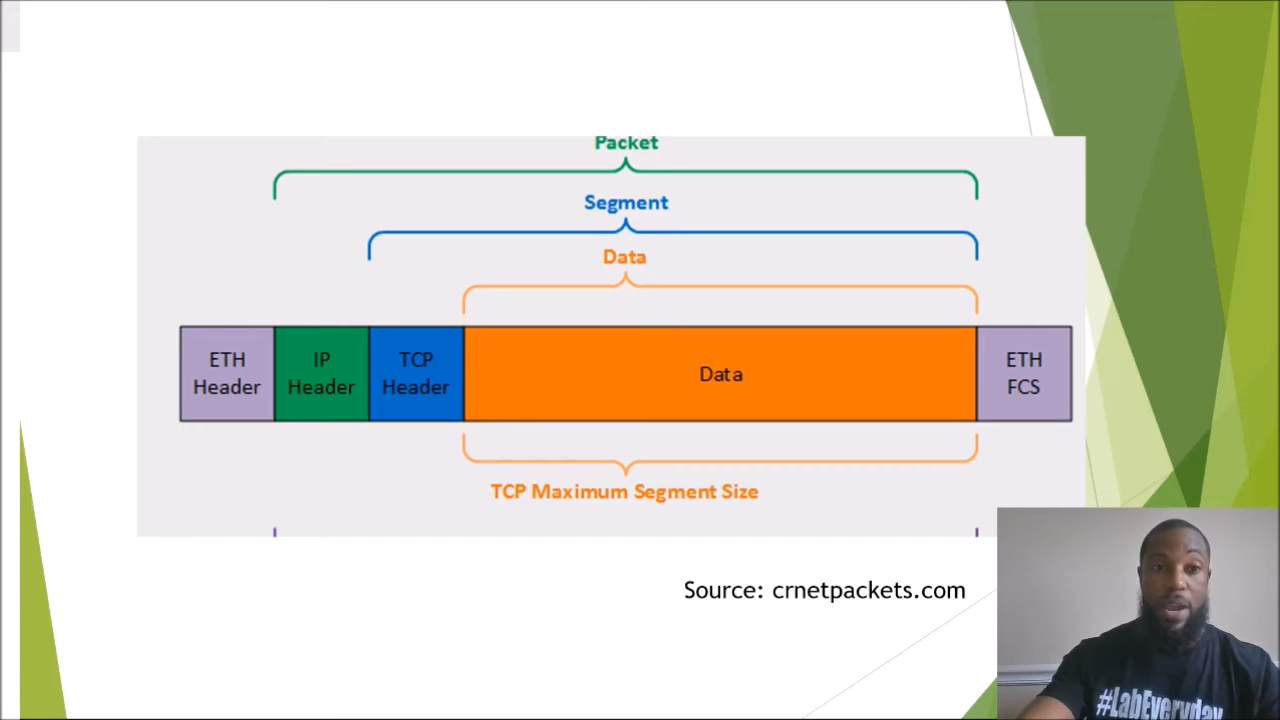 Packet
Segment
Data
ETH
Header
IP
Header
TCP
Header
Data
ETH
FCS
TCP Maximum Segment Size
Source: crnetpackets.com
#LabEveryday